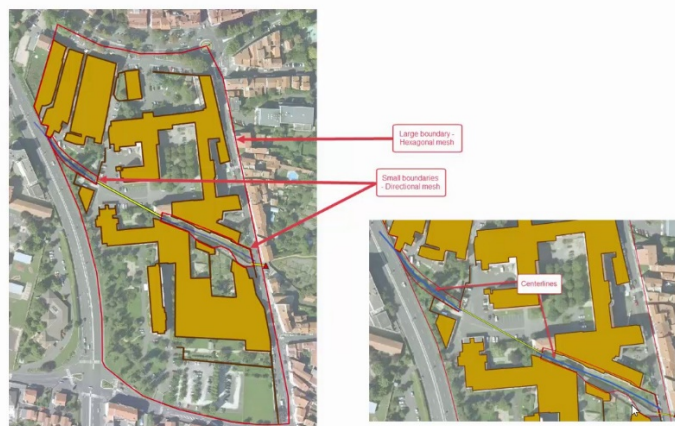 Large boundary -
Hexagonal mesh
Small boundaries
- Directional mesh
Centerlines